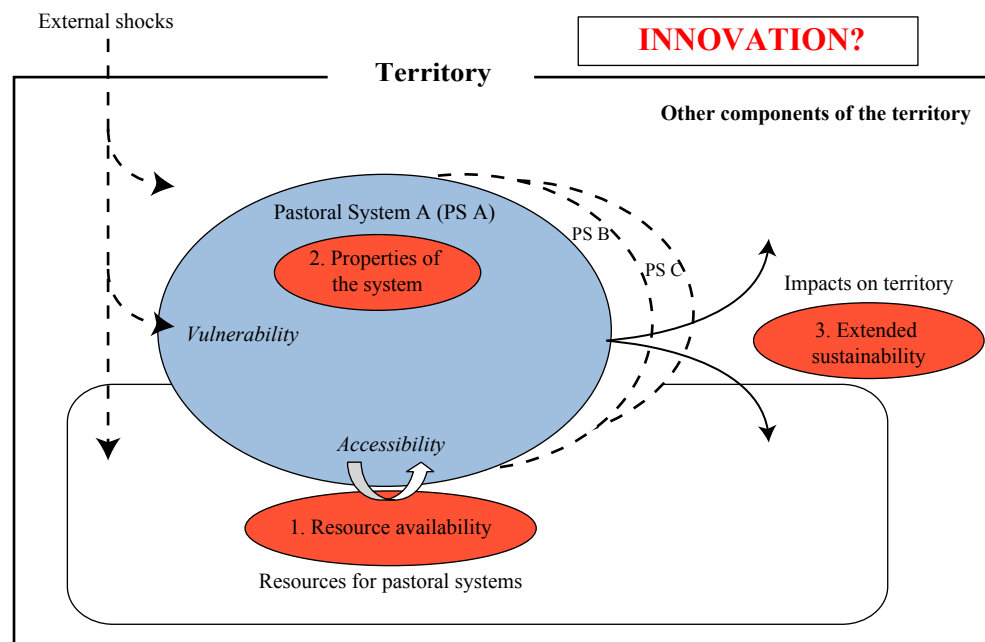 External shocks
INNOVATION?
Territory
Other components of the territory
Pastoral System A (PS A)
PS B
2. Properties of
the system
PS C
Impacts on territory
Vulnerability
3. Extended
sustainability
Accessibility
1. Resource availability
Resources for pastoral systems